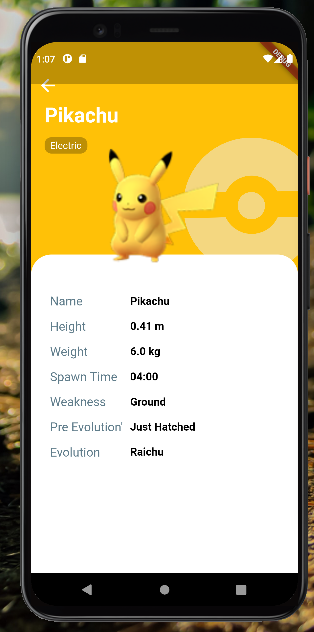 1:07
DEBUG
Pikachu
Electric
Name Pikachu
Height 0.41 m
Weight 6.0 kg
Spawn Time 04:00
Weakness Ground
Pre Evolution' Just Hatched
Evolution Raichu